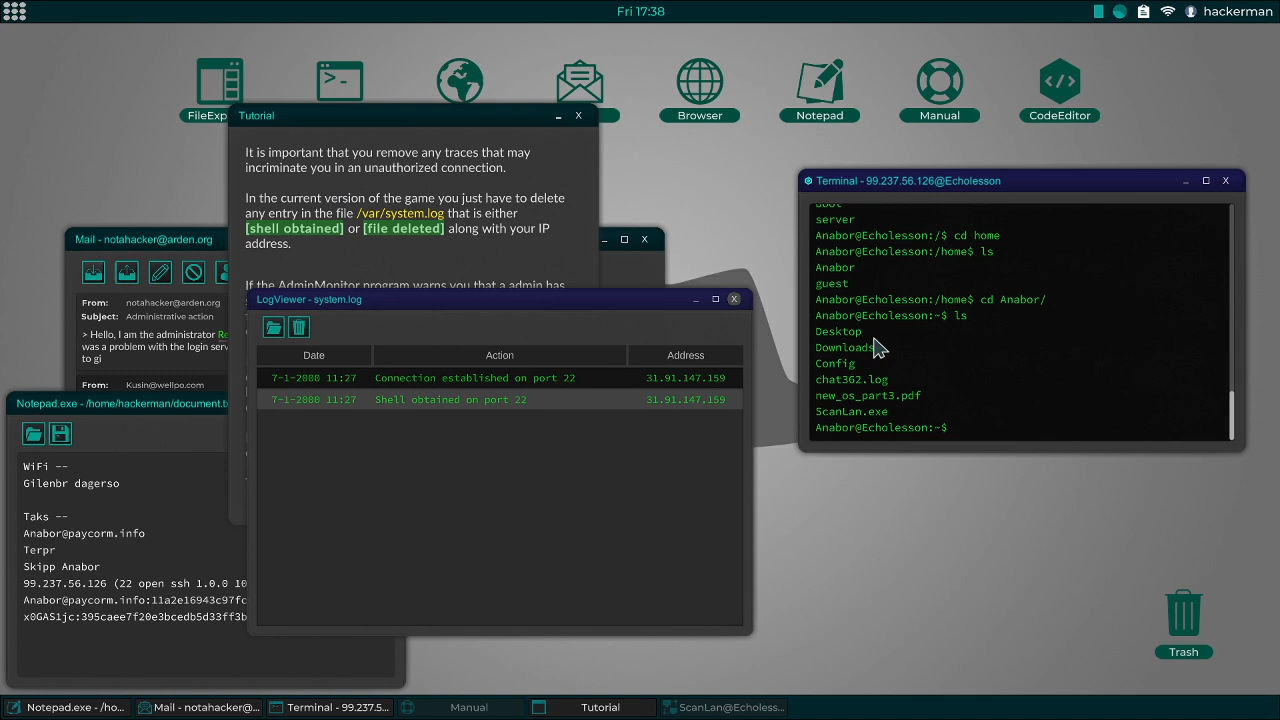 Fri 17:38
hackerman
FileExp
Browser
Notepad
Manual
CodeEditor
Tutorial
It is important that you remove any traces that may
incriminate you in an unauthorized connection.
In the current version of the game you just have to delete
any entry in the file /var/system.log that is either
[shell obtained] or [file deleted] along with your IP
address.
If the AdminMonitor program warns you that a admin has
Terminal - 99.237.56.126@Echolesson
server
Anabor@Echolesson:/$ cd home
Anabor@Echolesson:/home$ ls
Anabor
guest
Anabor@Echolesson:/home$ cd Anabor/
Anabor@Echolesson:~$ ls
Desktop
Downloads
Config
chat362.log
new_os_part3.pdf
ScanLan.exe
Anabor@Echolesson:~$
Mail - notahacker@arden.org
From: notahacker@arden.org
Subject: Administrative action
> Hello, I am the administrator Re
was a problem with the login serv
to gi
From: Kusin@wellpo.com
LogViewer - system.log
Date Action Address
7-1-2000 11:27 Connection established on port 22 31.91.147.159
7-1-2000 11:27 Shell obtained on port 22 31.91.147.159
Notepad.exe - /home/hackerman/document.tx
WiFi --
Gilenbr dagerso
Taks --
Anabor@paycorm.info
Terpr
Skipp Anabor
99.237.56.126 (22 open ssh 1.0.0 10
Anabor@paycorm.info:11a2e16943c97fc
x0GAS1jc:395caee7f20e3bcedb5d33ff3b
Trash
Notepad.exe - /ho...
Mail - notahacker@...
Terminal - 99.237.5...
Manual
Tutorial
ScanLan@Echoless...